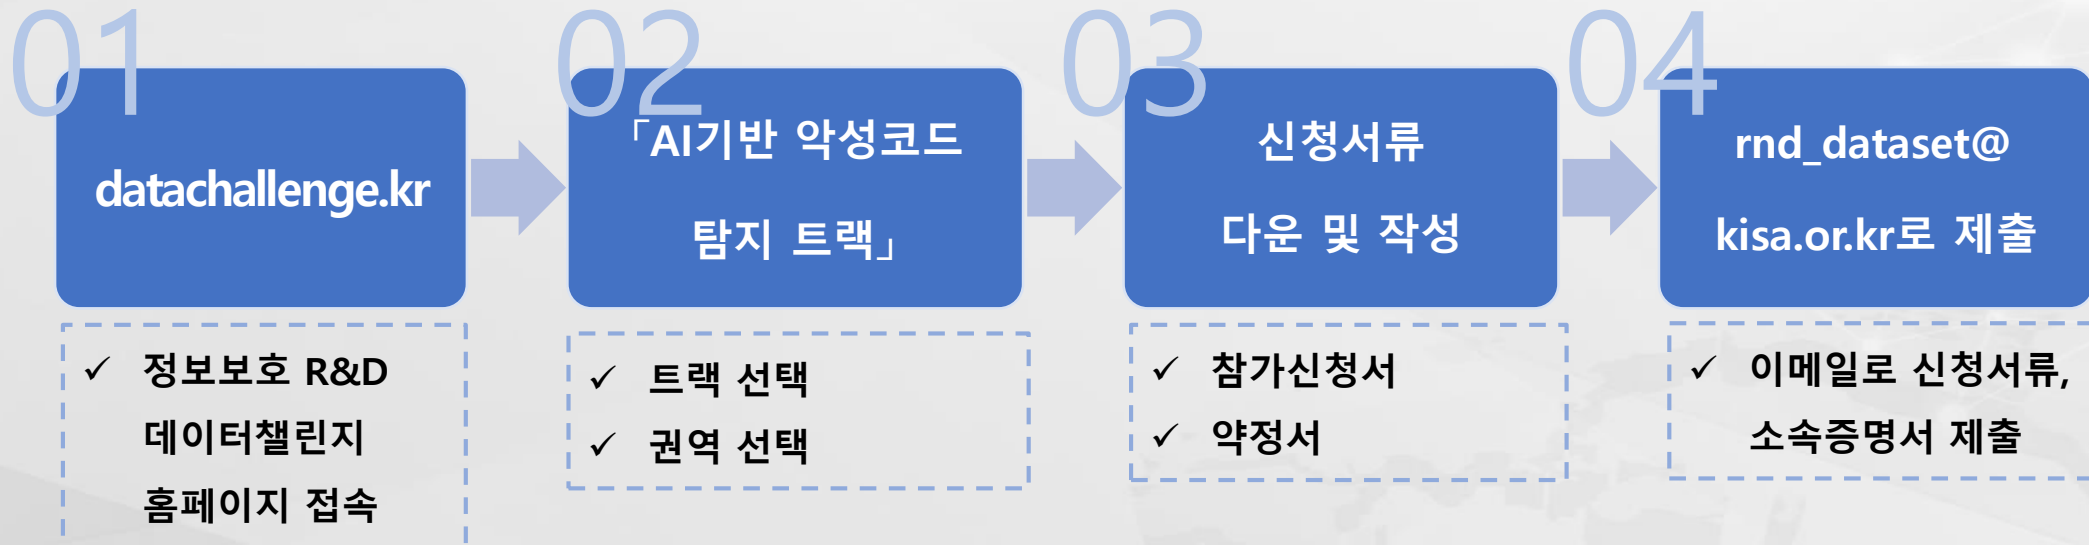 01
datachallenge.kr
✓ 정보보호 R&D
데이터챌린지
홈페이지 접속
02
「AI기반 악성코드
탐지 트랙」
✓ 트랙 선택
✓ 권역 선택
03
신청서류
다운 및 작성
✓ 참가신청서
✓ 약정서
04
rnd_dataset@
kisa.or.kr로 제출
✓ 이메일로 신청서류,
소속증명서 제출